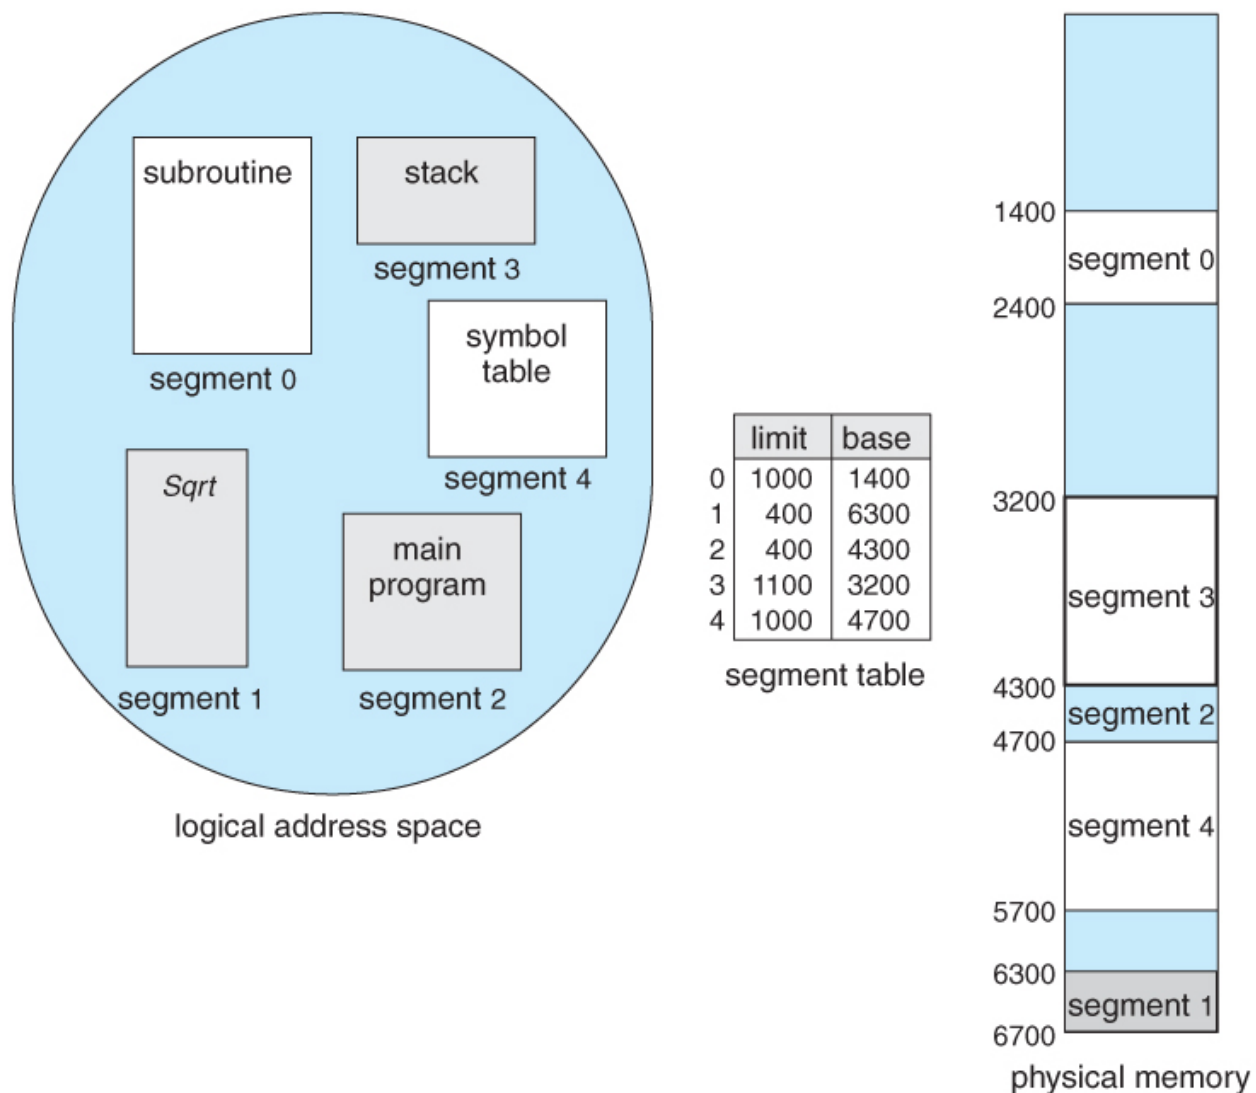 subroutine
segment 0
stack
segment 3
symbol
table
segment 4
Sqrt
segment 1
main
program
segment 2
logical address space
limit base
0 1000 1400
1 400 6300
2 400 4300
3 1100 3200
4 1000 4700
segment table
1400
segment 0
2400
3200
segment 3
4300
segment 2
4700
segment 4
5700
6300
segment 1
6700
physical memory